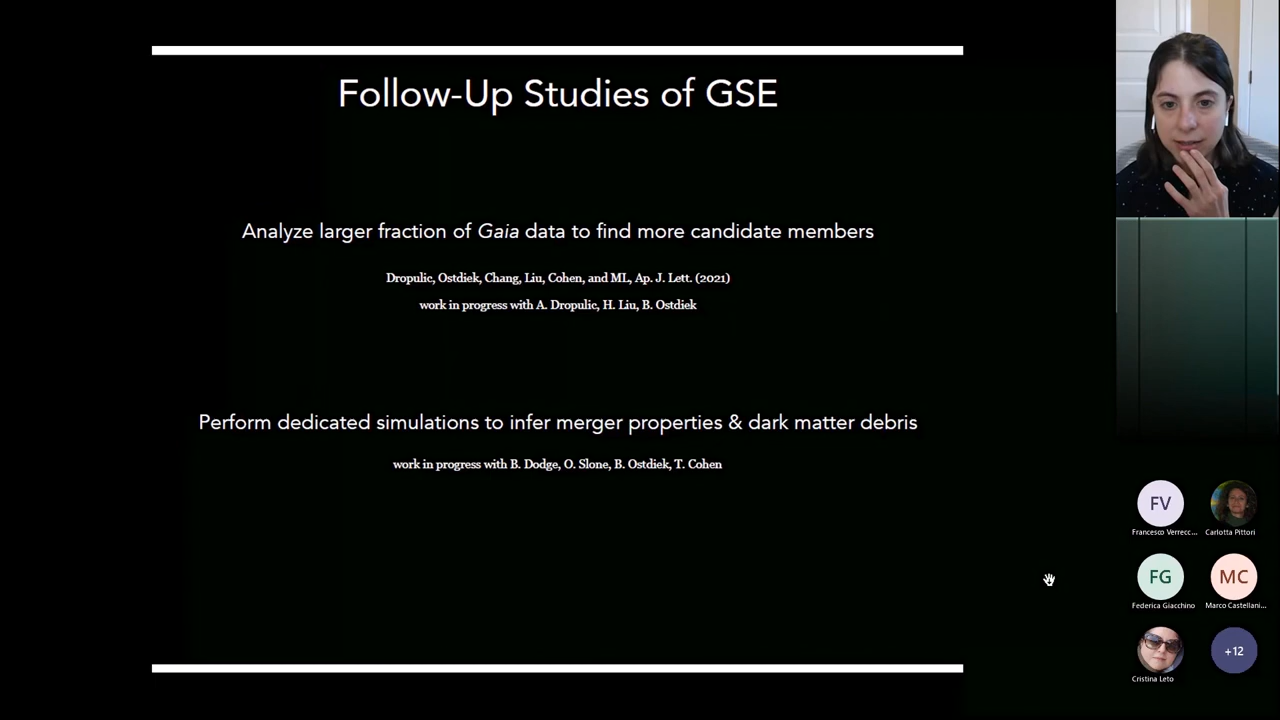 Follow-Up Studies of GSE
Analyze larger fraction of Gaia data to find more candidate members
Dropulic, Ostdiek, Chang, Liu, Cohen, and ML, Ap. J. Lett. (2021)
work in progress with A. Dropulic, H. Liu, B. Ostdiek
Perform dedicated simulations to infer merger properties & dark matter debris
work in progress with B. Dodge, O. Slone, B. Ostdiek, T. Cohen
FV
Francesco Verrecc...
Carlotta Pittori
FG
MC
Federica Giacchino
Marco Castellani...
+12
Cristina Leto